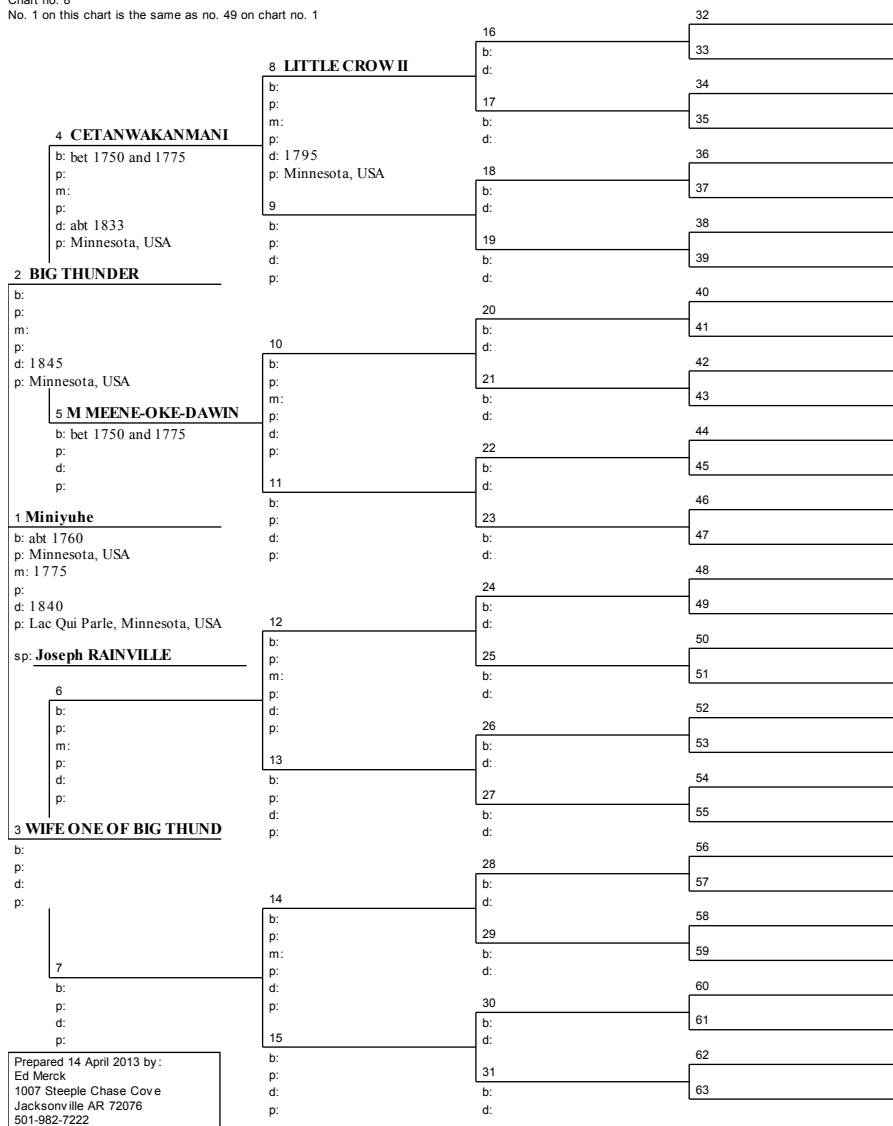 Chart no. 8
No. 1 on this chart is the same as no. 49 on chart no. 1
8 LITTLE CROW II
b:
p:
m:
p:
d: 1795
p: Minnesota, USA
4 CETANWAKANMANI
b: bet 1750 and 1775
p:
m:
p:
d: abt 1833
p: Minnesota, USA
9
b:
p:
d:
p:
2 BIG THUNDER
b:
p:
m:
p:
d: 1845
p: Minnesota, USA
10
b:
p:
m:
p:
d:
p:
5 M MEENE-OKE-DAWIN
b: bet 1750 and 1775
p:
d:
p:
11
b:
p:
d:
p:
1 Miniyuhe
b: abt 1760
p: Minnesota, USA
m: 1775
p:
d: 1840
p: Lac Qui Parle, Minnesota, USA
sp: Joseph RAINVILLE
12
b:
p:
m:
p:
d:
p:
6
b:
p:
m:
p:
d:
p:
13
b:
p:
d:
p:
3 WIFE ONE OF BIG THUND
b:
p:
d:
p:
14
b:
p:
m:
p:
d:
p:
7
b:
p:
d:
p:
15
b:
p:
d:
p:
16
b:
d:
17
b:
d:
18
b:
d:
19
b:
d:
20
b:
d:
21
b:
d:
22
b:
d:
23
b:
d:
24
b:
d:
25
b:
d:
26
b:
d:
27
b:
d:
28
b:
d:
29
b:
d:
30
b:
d:
31
b:
d:
32
33
34
35
36
37
38
39
40
41
42
43
44
45
46
47
48
49
50
51
52
53
54
55
56
57
58
59
60
61
62
63
Prepared 14 April 2013 by:
Ed Merck
1007 Steeple Chase Cove
Jacksonville AR 72076
501-982-7222